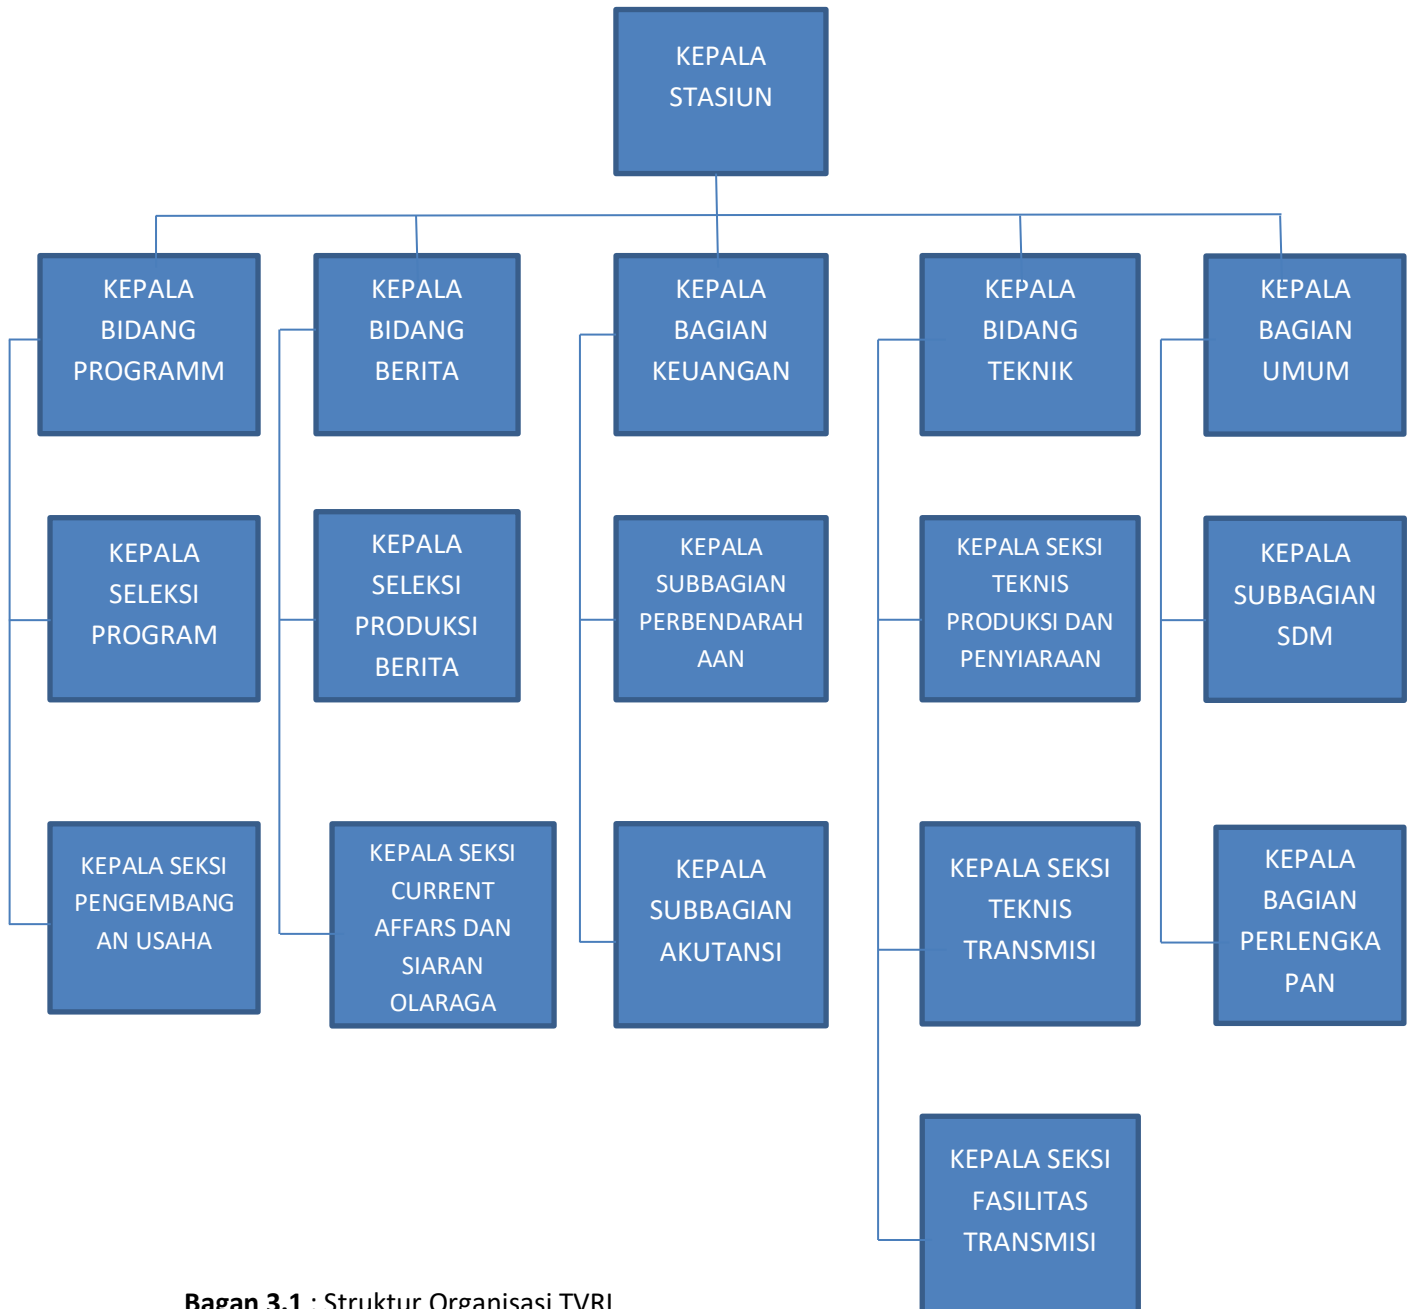 KEPALA
STASIUN
KEPALA
BIDANG
PROGRAMM
KEPALA
BIDANG
BERITA
KEPALA
BAGIAN
KEUANGAN
KEPALA
BIDANG
TEKNIK
KEPALA
BAGIAN
UMUM
KEPALA
SELEKSI
PROGRAM
KEPALA
SELEKSI
PRODUKSI
BERITA
KEPALA
SUBBAGIAN
PERBENDARAH
AAN
KEPALA SEKSI
TEKNIS
PRODUKSI DAN
PENYIARAAN
KEPALA
SUBBAGIAN
SDM
KEPALA SEKSI
PENGEMBANG
AN USAHA
KEPALA SEKSI
CURRENT
AFFARS DAN
SIARAN
OLARAGA
KEPALA
SUBBAGIAN
AKUTANSI
KEPALA SEKSI
TEKNIS
TRANSMISI
KEPALA
BAGIAN
PERLENGKA
PAN
KEPALA SEKSI
FASILITAS
TRANSMISI
Bagan 3.1 : Struktur Organisasi TVRI